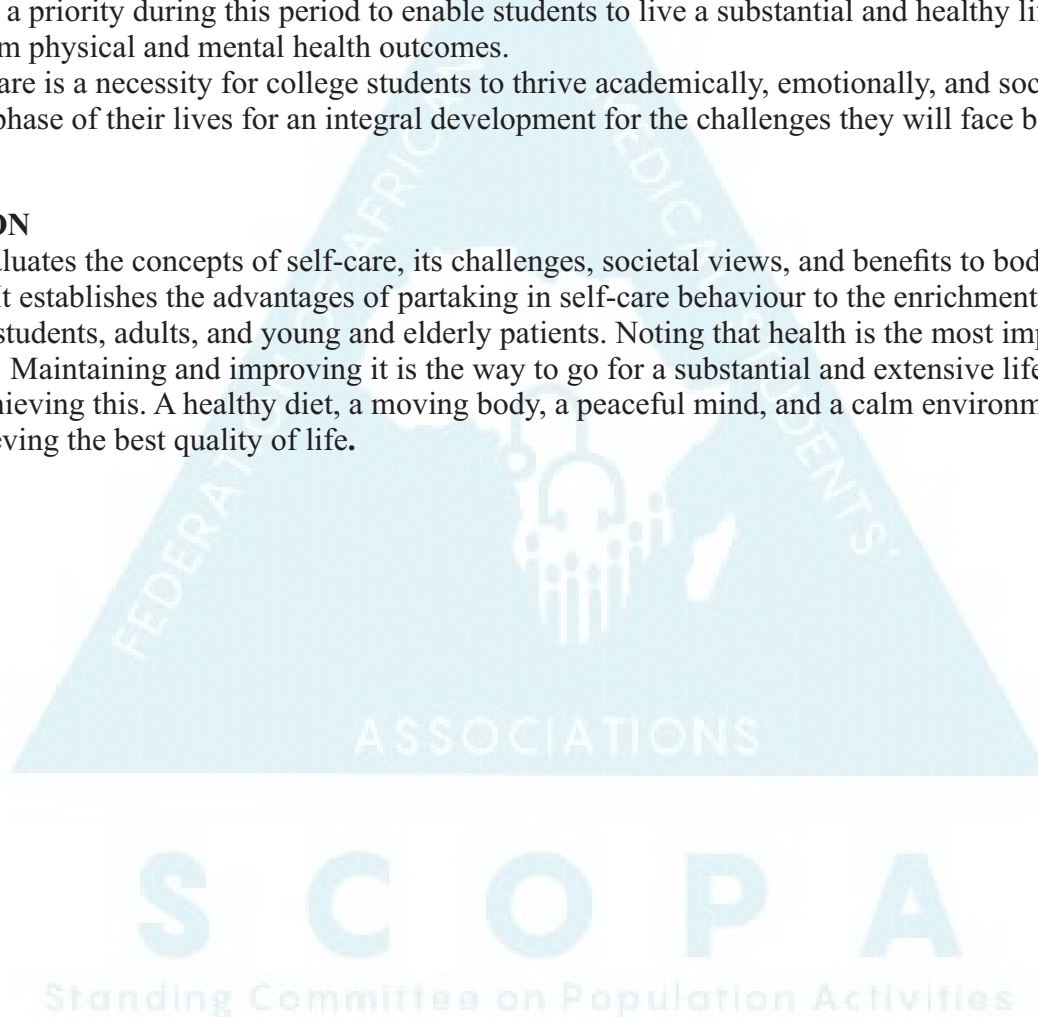 a priority during this period to enable students to live a substantial and healthy li
m physical and mental health outcomes.
are is a necessity for college students to thrive academically, emotionally, and soc
phase of their lives for an integral development for the challenges they will face b
ON
luates the concepts of self-care, its challenges, societal views, and benefits to bod
It establishes the advantages of partaking in self-care behaviour to the enrichment
students, adults, and young and elderly patients. Noting that health is the most imp
Maintaining and improving it is the way to go for a substantial and extensive life
hieving this. A healthy diet, a moving body, a peaceful mind, and a calm environm
ving the best quality of life.
FEDERATION OF AFRICAN
MEDICAL STUDENTS'
ASSOCIATIONS
SCOPA
Standing Committee on Population Activities